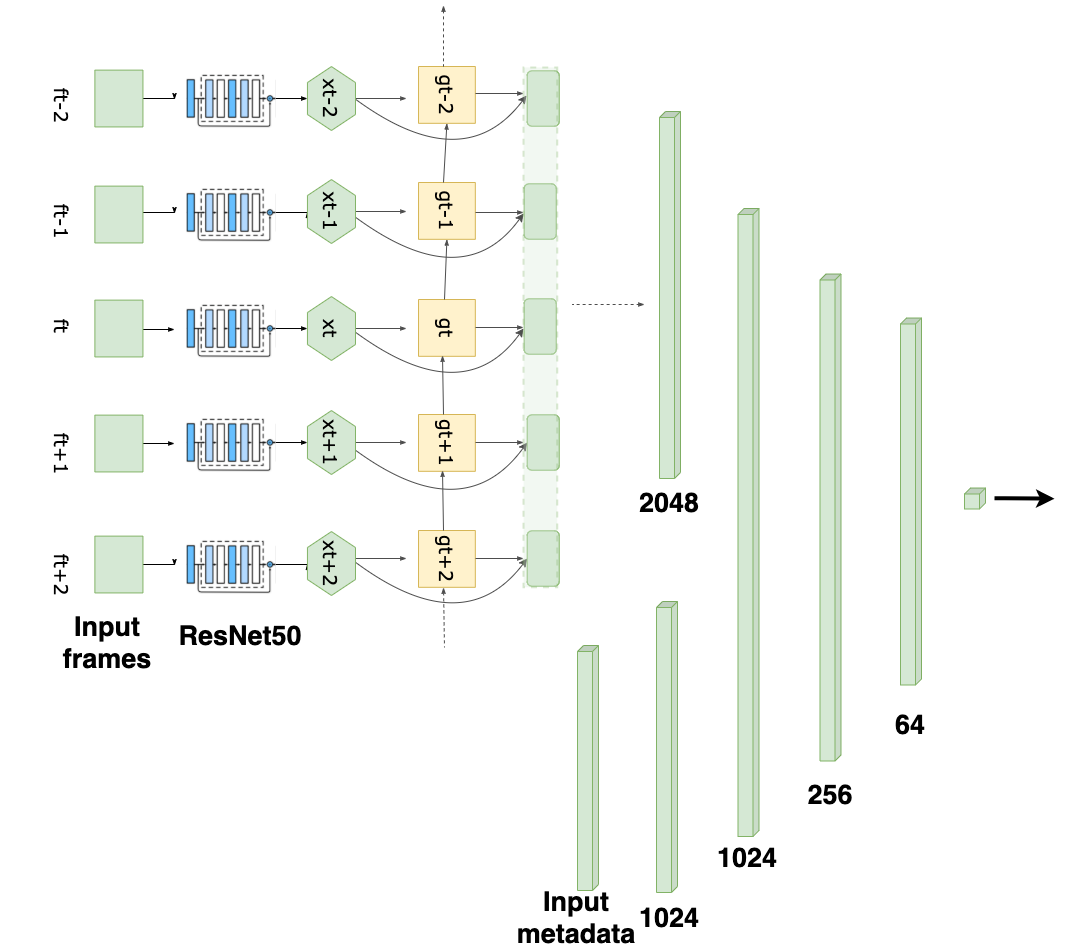 ft-2
xt-2
gt-2
ft-1
xt-1
gt-1
ft
xt
gt
ft+1
xt+1
gt+1
ft+2
xt+2
gt+2
Input
frames
ResNet50
2048
64
256
1024
Input
metadata
1024